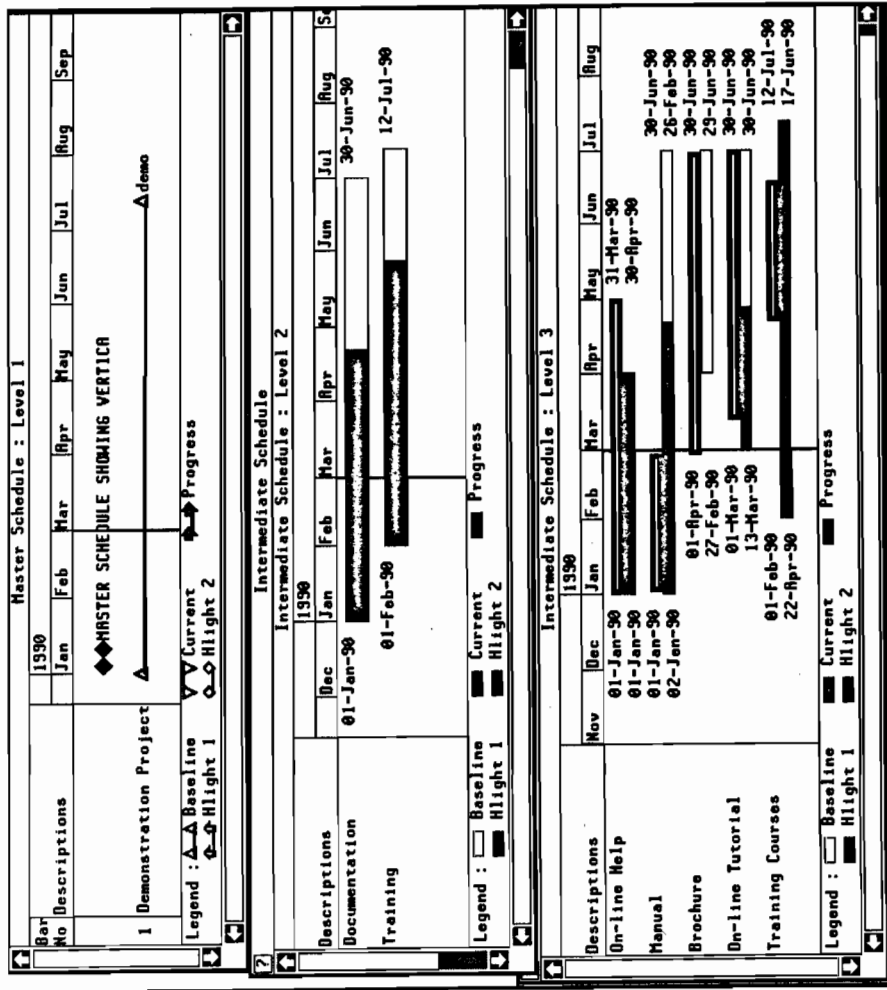 Master Schedule : Level 1
1990
Bar
No Descriptions Jan Feb Mar Apr May Jun Jul Aug Sep
MASTER SCHEDULE SHOWING VERTICA
1 Demonstration Project demo
Legend : Baseline Current Progress
Hlight 1 Hlight 2
? Intermediate Schedule
Intermediate Schedule : Level 2
1990
Descriptions Dec Jan Feb Mar Apr May Jun Jul Aug Se
Documentation 01-Jan-90 30-Jun-90
Training 01-Feb-90 12-Jul-90
Legend : Baseline Current Progress
Hlight 1 Hlight 2
Intermediate Schedule : Level 3
1990
Descriptions Nov Dec Jan Feb Mar Apr May Jun Jul Aug
On-line Help 01-Jan-90 31-Mar-90
01-Jan-90 30-Apr-90
Manual 01-Jan-90 30-Jun-90
02-Jan-90 26-Feb-90
Brochure 01-Apr-90 30-Jun-90
27-Feb-90 29-Jun-90
On-line Tutorial 01-Mar-90 30-Jun-90
13-Mar-90 30-Jun-90
Training Courses 01-Feb-90 12-Jul-90
22-Apr-90 17-Jun-90
Legend : Baseline Current Progress
Hlight 1 Hlight 2